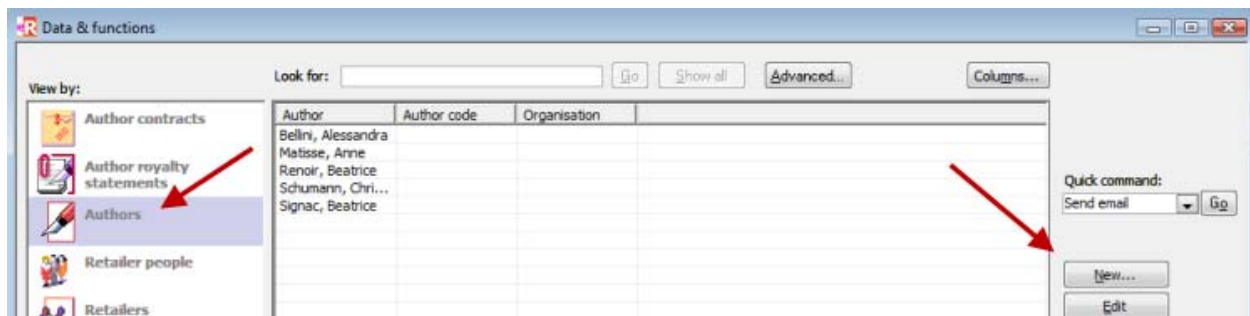 R Data & functions
Look for:
Go
Show all
Advanced...
Columns...
View by:
Author contracts
Author royalty
statements
Authors
Retailer people
Retailers
Author Author code Organisation
Bellini, Alessandra
Matisse, Anne
Renoir, Beatrice
Schumann, Chri...
Signac, Beatrice
Quick command:
Send email
Go
New...
Edit